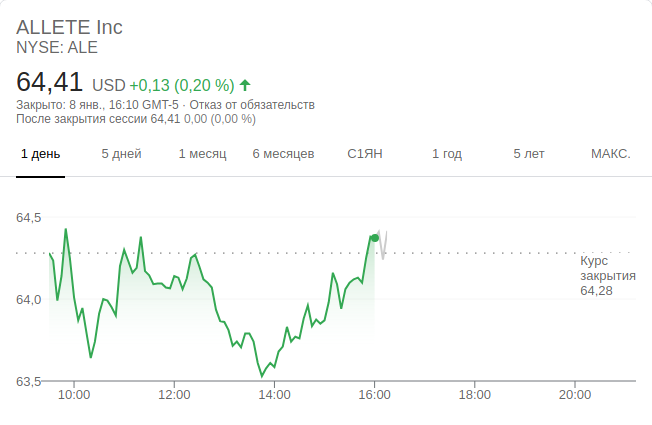 ALLETE Inc
NYSE: ALE
64,41 USD +0,13 (0,20 %)
Закрыто: 8 янв., 16:10 GMT-5 · Отказ от обязательств
После закрытия сессии 64,41 0,00 (0,00 %)
1 день 5 дней 1 месяц 6 месяцев С1ЯН 1 год 5 лет МАКС.
64,5
Курс
закрытия
64,28
64,0
63,5
10:00 12:00 14:00 16:00 18:00 20:00